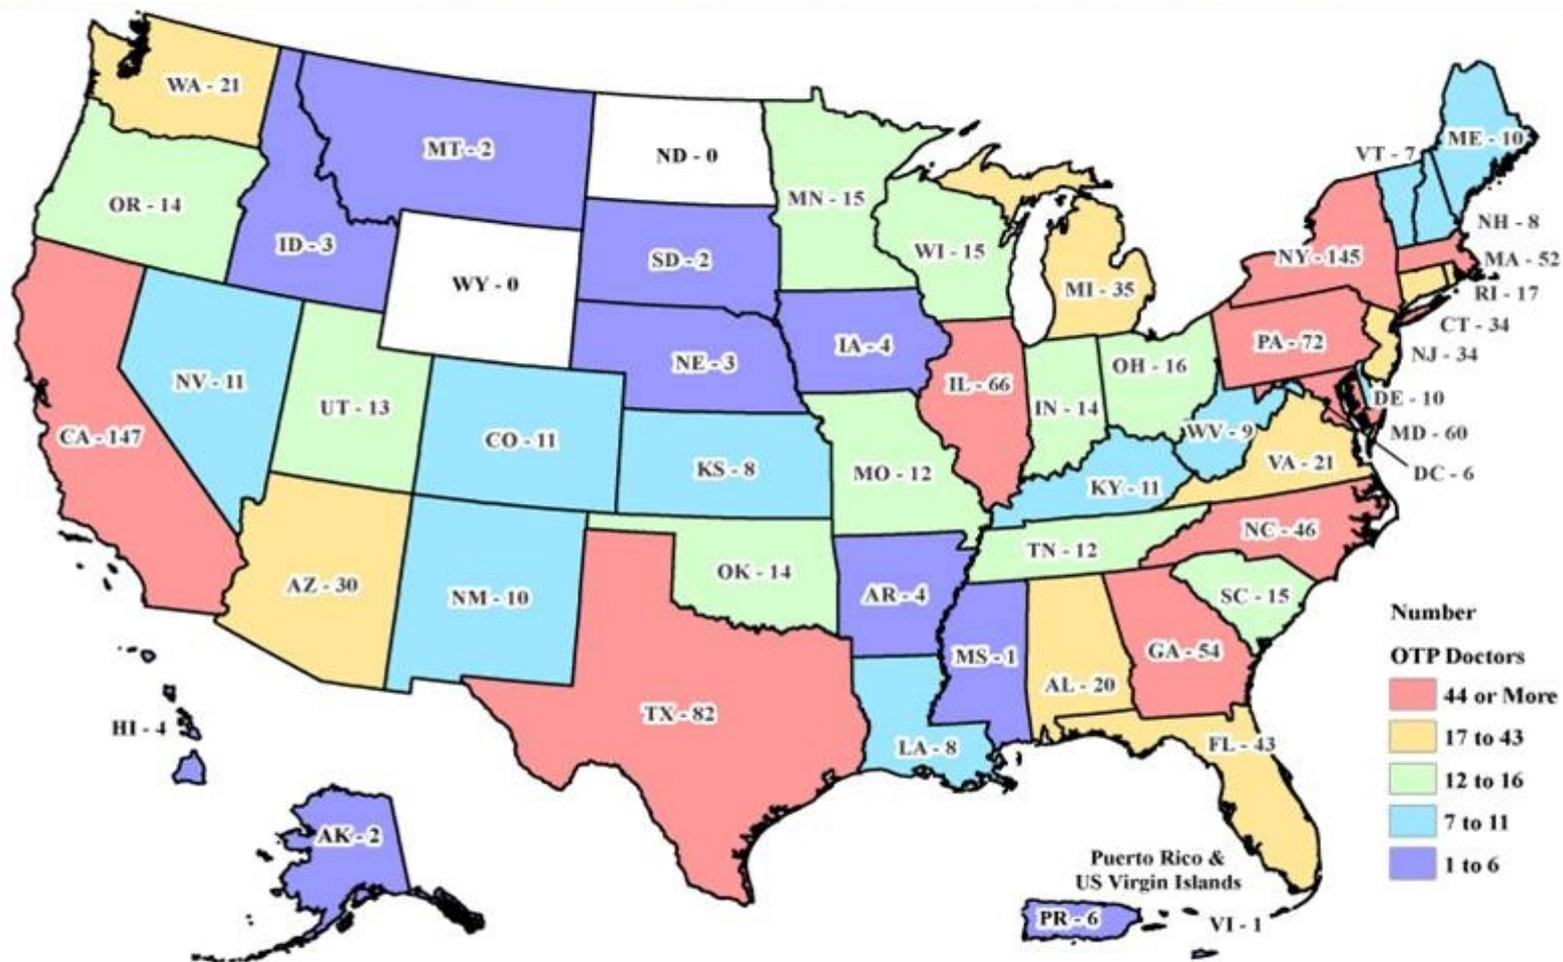 WA - 21
MT - 2
ND - 0
MN - 15
VT - 7
ME - 10
OR - 14
ID - 3
SD - 2
WI - 15
NH - 8
NY - 145
MA - 52
WY - 0
MI - 35
RI - 17
CT - 34
IA - 4
PA - 72
NJ - 34
NE - 3
OH - 16
NV - 11
UT - 13
IL - 66
IN - 14
DE - 10
CA - 147
CO - 11
WV - 9
MD - 60
KS - 8
MO - 12
VA - 21
DC - 6
KY - 11
NC - 46
TN - 12
OK - 14
AZ - 30
NM - 10
AR - 4
SC - 15
MS - 1
GA - 54
AL - 20
TX - 82
HI - 4
LA - 8
FL - 43
AK - 2
Number
OTP Doctors
44 or More
17 to 43
12 to 16
7 to 11
1 to 6
Puerto Rico &
US Virgin Islands
PR - 6
VI - 1